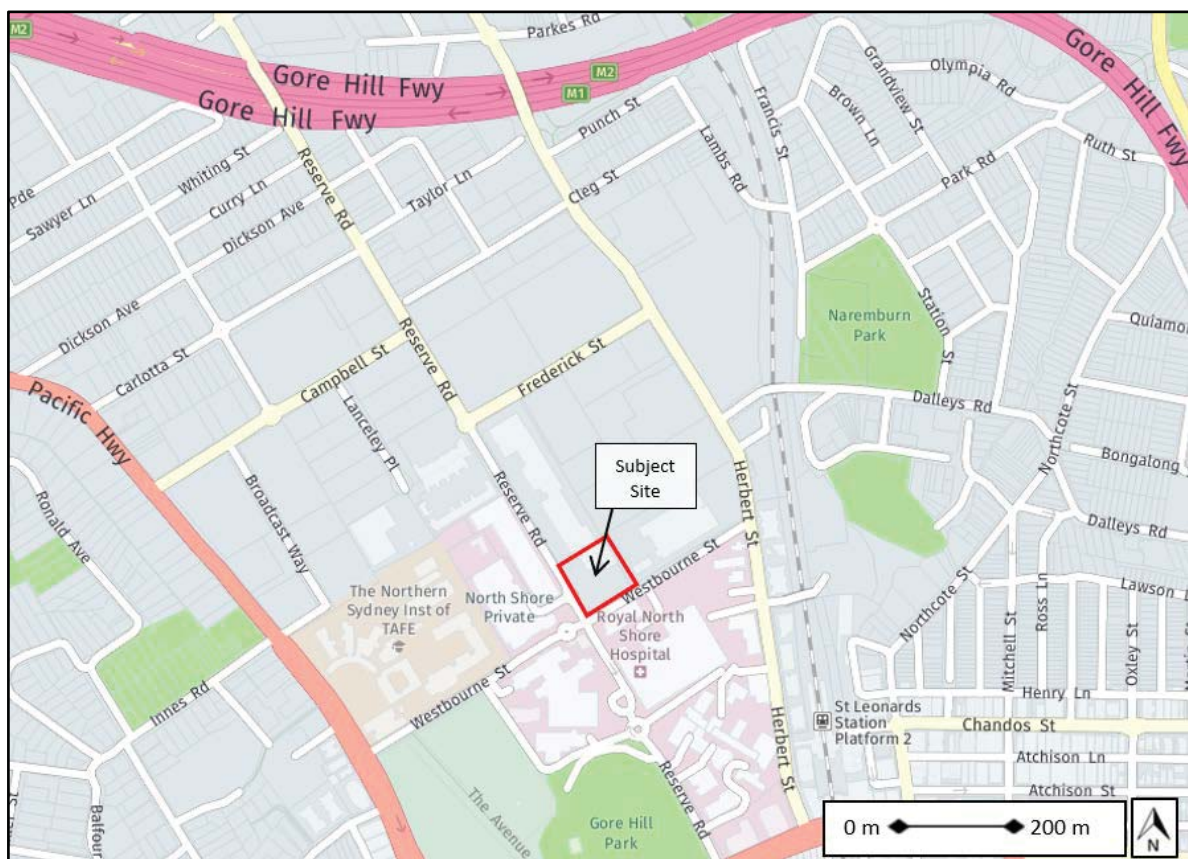 M2
Parkes Rd
Gore Hill Fwy
M2
M1
Gore Hill Fwy
Gore Hill Fwy
Olympia Rd
Grandview St
Brown Ln
Francis St
Punch St
Lambs Rd
Ruth St
Park Rd
Cleg St
Reserve Rd
Whiting St
Curry Ln
Taylor Ln
Pde
Sawyer Ln
Dickson Ave
Dickson Ave
Station St
Naremburn
Park
Quiamon
Carlotta St
Campbell St
Reserve Rd
Frederick St
Pacific Hwy
Lanceley Pl
Dalleys Rd
Northcote St
Bongalong
Subject
Site
Herbert St
Broadcast Way
Ronald Ave
Reserve Rd
Dalleys Rd
Westbourne St
Lawson L
The Northern
Sydney Inst of
TAFE
North Shore
Private
Royal North
Shore
Hospital
Northcote St
Mitchell St
Ross Ln
Oxley St
Innes Rd
Westbourne St
Henry Ln
St Leonards
Station
Platform 2
Chandos St
Herbert St
Atchison Ln
Atchison St
Reserve Rd
The Avenue
Gore Hill
Park
Balfour
0 m
200 m
N